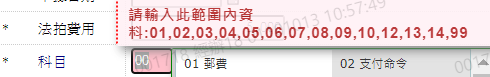 請輸入此範圍內資
料:01,02,03,04,05,06,07,08,09,10,12,13,14,99
* 法拍費用
* 科目 00 01 郵費 02 支付命令